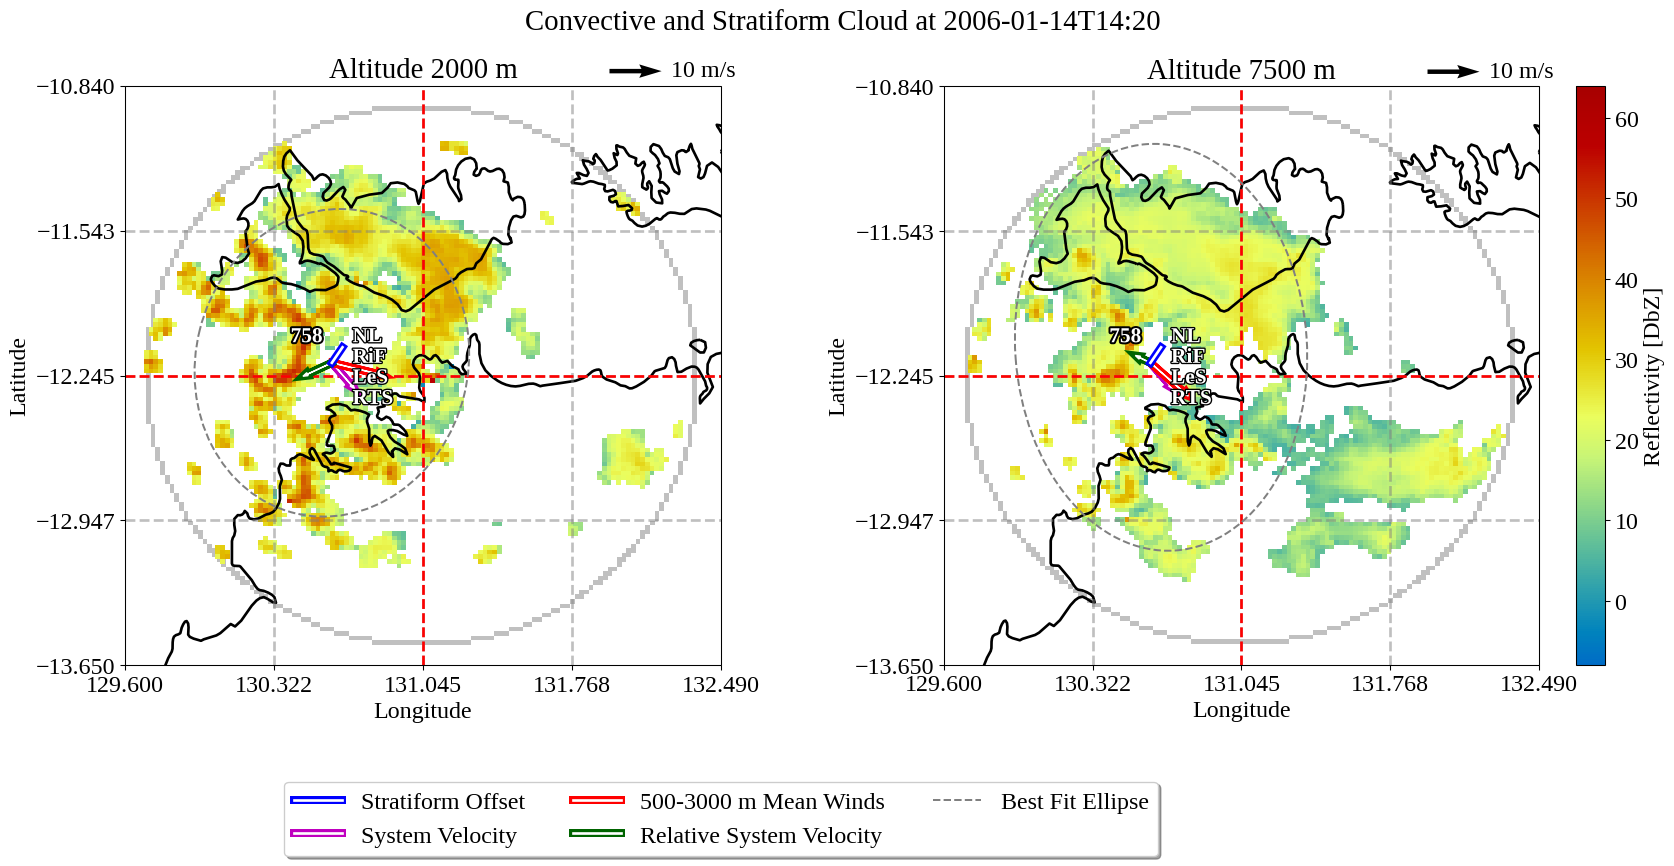 Convective and Stratiform Cloud at 2006-01-14T14:20
Altitude 2000 m
10 m/s
−10.840
−11.543
−12.245
−12.947
−13.650
Latitude
758
NL
RiF
LeS
RTS
129.600 130.322 131.045 131.768 132.490
Longitude
Altitude 7500 m
10 m/s
−10.840
−11.543
−12.245
−12.947
−13.650
Latitude
758
NL
RiF
LeS
RTS
129.600 130.322 131.045 131.768 132.490
Longitude
60
50
40
30
20
10
0
Reflectivity [DbZ]
Stratiform Offset
System Velocity
500-3000 m Mean Winds
Relative System Velocity
Best Fit Ellipse